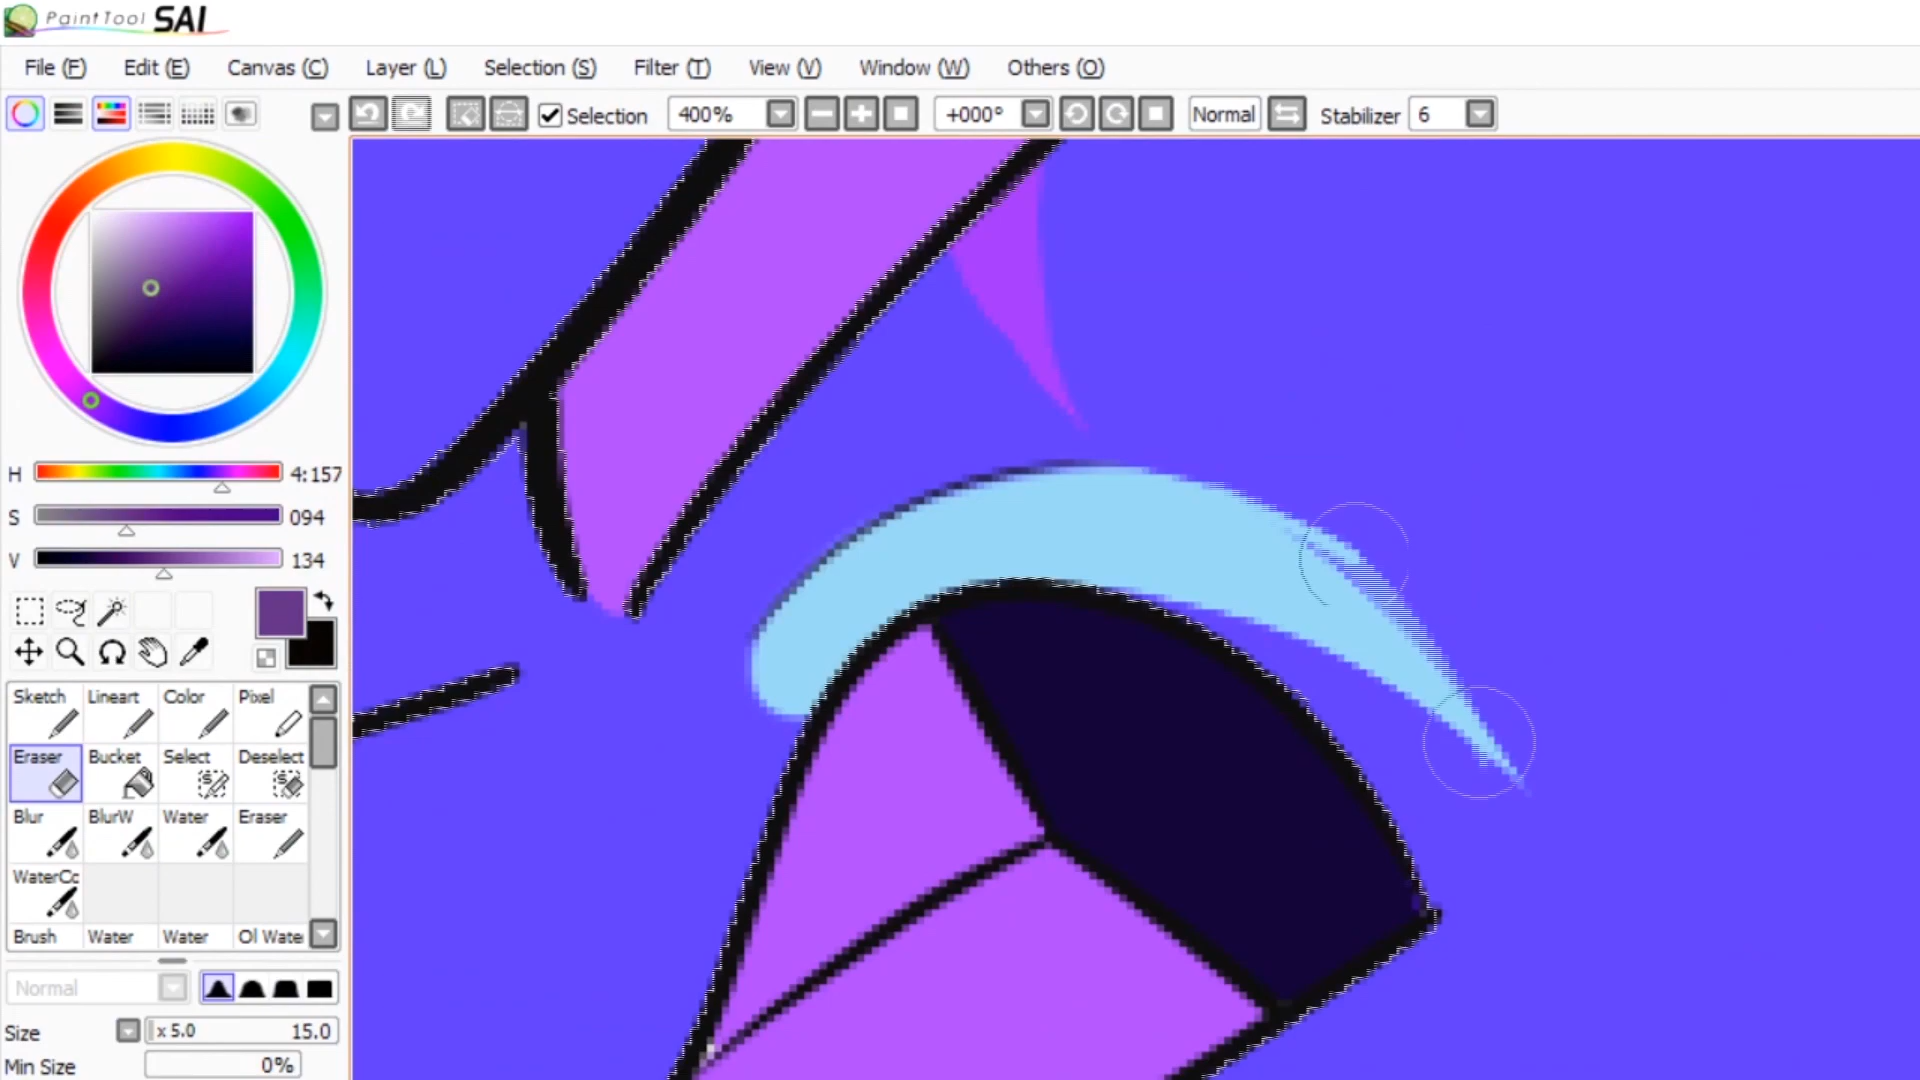 PaintTool SAI
File (F) Edit (E) Canvas (C) Layer (L) Selection (S) Filter (T) View (V) Window (W) Others (O)
Selection 400% +000° Normal Stabilizer 6
H 4:157
S 094
V 134
Sketch Lineart Color Pixel
Eraser Bucket Select Deselect
Blur BlurW Water Eraser
WaterCc
Brush Water Water Ol Wate
Normal
Size x 5.0 15.0
Min Size 0%